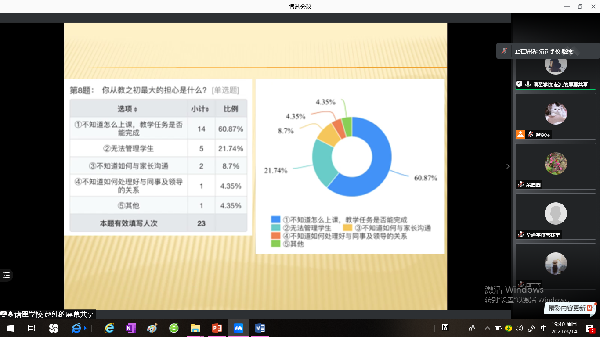 腾讯会议
第8题： 你从教之初最大的担心是什么？ [单选题]
选项 小计 比例
①不知道怎么上课，教学任务是否能完成 14 60.87%
②无法管理学生 5 21.74%
③不知道如何与家长沟通 2 8.7%
④不知道如何处理好与同事及领导的关系 1 4.35%
⑤其他 1 4.35%
本题有效填写人次 23
4.35%
4.35%
8.7%
21.74%
60.87%
①不知道怎么上课，教学任务是否能完成
②无法管理学生 ③不知道如何与家长沟通
④不知道如何处理好与同事及领导的关系
⑤其他
激活 Windows